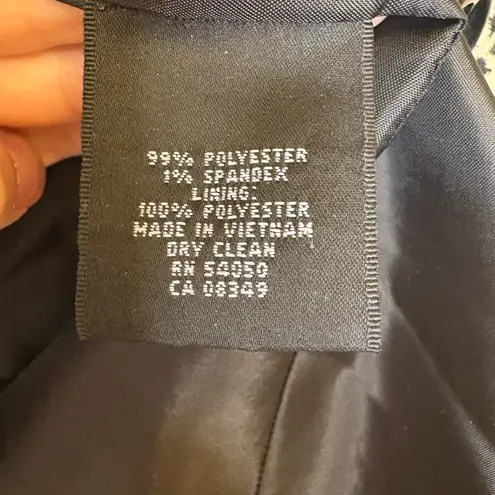 99% POLYESTER
1% SPANDEX
LINING:
100% POLYESTER
MADE IN VIETNAM
DRY CLEAN
RN 54050
CA 08349